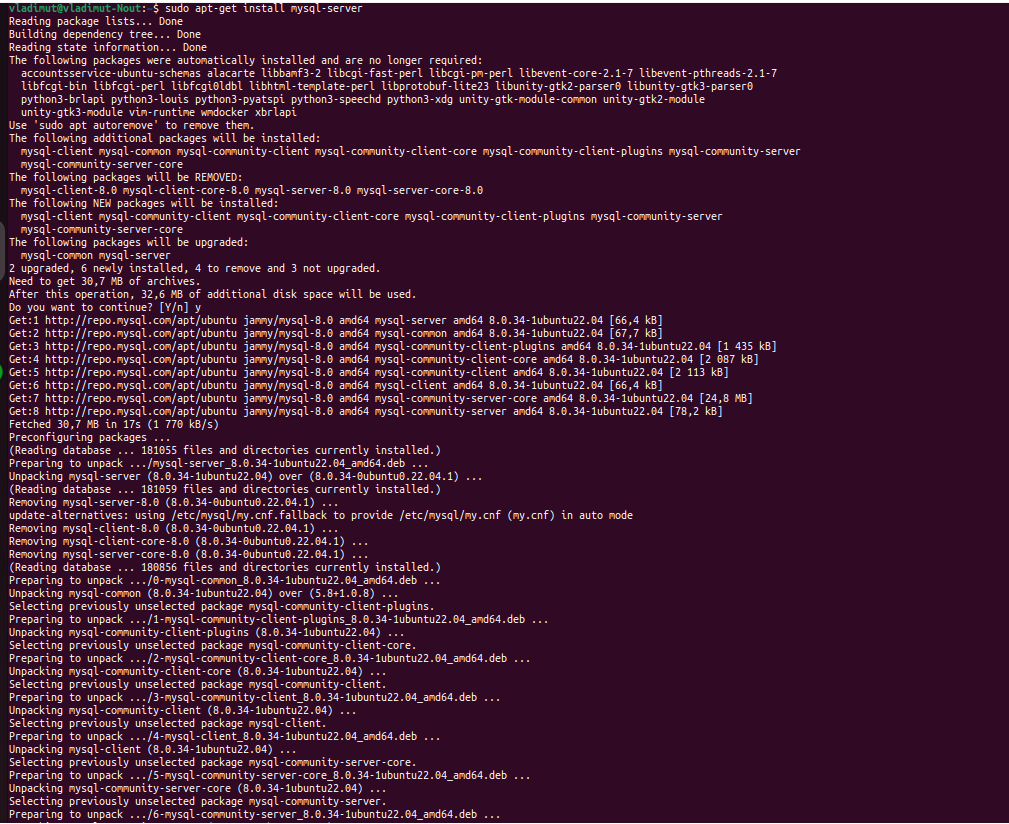 vladimut@vladimut-Nout:~$ sudo apt-get install mysql-server
Reading package lists... Done
Building dependency tree... Done
Reading state information... Done
The following packages were automatically installed and are no longer required:
  accountsservice-ubuntu-schemas alacarte libbamf3-2 libcgi-fast-perl libcgi-pm-perl libevent-core-2.1-7 libevent-pthreads-2.1-7
  libfcgi-bin libfcgi-perl libfcgi0ldbl libhtml-template-perl libprotobuf-lite23 libunity-gtk2-parser0 libunity-gtk3-parser0
  python3-brlapi python3-louis python3-pyatspi python3-speechd python3-xdg unity-gtk-module-common unity-gtk2-module
  unity-gtk3-module vim-runtime wmdocker xbrlapi
Use 'sudo apt autoremove' to remove them.
The following additional packages will be installed:
  mysql-client mysql-common mysql-community-client mysql-community-client-core mysql-community-client-plugins mysql-community-server
  mysql-community-server-core
The following packages will be REMOVED:
  mysql-client-8.0 mysql-client-core-8.0 mysql-server-8.0 mysql-server-core-8.0
The following NEW packages will be installed:
  mysql-client mysql-community-client mysql-community-client-core mysql-community-client-plugins mysql-community-server
  mysql-community-server-core
The following packages will be upgraded:
  mysql-common mysql-server
2 upgraded, 6 newly installed, 4 to remove and 3 not upgraded.
Need to get 30,7 MB of archives.
After this operation, 32,6 MB of additional disk space will be used.
Do you want to continue? [Y/n] y
Get:1 http://repo.mysql.com/apt/ubuntu jammy/mysql-8.0 amd64 mysql-server amd64 8.0.34-1ubuntu22.04 [66,4 kB]
Get:2 http://repo.mysql.com/apt/ubuntu jammy/mysql-8.0 amd64 mysql-common amd64 8.0.34-1ubuntu22.04 [67,7 kB]
Get:3 http://repo.mysql.com/apt/ubuntu jammy/mysql-8.0 amd64 mysql-community-client-plugins amd64 8.0.34-1ubuntu22.04 [1 435 kB]
Get:4 http://repo.mysql.com/apt/ubuntu jammy/mysql-8.0 amd64 mysql-community-client-core amd64 8.0.34-1ubuntu22.04 [2 087 kB]
Get:5 http://repo.mysql.com/apt/ubuntu jammy/mysql-8.0 amd64 mysql-community-client amd64 8.0.34-1ubuntu22.04 [2 113 kB]
Get:6 http://repo.mysql.com/apt/ubuntu jammy/mysql-8.0 amd64 mysql-client amd64 8.0.34-1ubuntu22.04 [66,4 kB]
Get:7 http://repo.mysql.com/apt/ubuntu jammy/mysql-8.0 amd64 mysql-community-server-core amd64 8.0.34-1ubuntu22.04 [24,8 MB]
Get:8 http://repo.mysql.com/apt/ubuntu jammy/mysql-8.0 amd64 mysql-community-server amd64 8.0.34-1ubuntu22.04 [78,2 kB]
Fetched 30,7 MB in 17s (1 770 kB/s)
Preconfiguring packages ...
(Reading database ... 181055 files and directories currently installed.)
Preparing to unpack .../mysql-server_8.0.34-1ubuntu22.04_amd64.deb ...
Unpacking mysql-server (8.0.34-1ubuntu22.04) over (8.0.34-0ubuntu0.22.04.1) ...
(Reading database ... 181059 files and directories currently installed.)
Removing mysql-server-8.0 (8.0.34-0ubuntu0.22.04.1) ...
update-alternatives: using /etc/mysql/my.cnf.fallback to provide /etc/mysql/my.cnf (my.cnf) in auto mode
Removing mysql-client-8.0 (8.0.34-0ubuntu0.22.04.1) ...
Removing mysql-client-core-8.0 (8.0.34-0ubuntu0.22.04.1) ...
Removing mysql-server-core-8.0 (8.0.34-0ubuntu0.22.04.1) ...
(Reading database ... 180856 files and directories currently installed.)
Preparing to unpack .../0-mysql-common_8.0.34-1ubuntu22.04_amd64.deb ...
Unpacking mysql-common (8.0.34-1ubuntu22.04) over (5.8+1.0.8) ...
Selecting previously unselected package mysql-community-client-plugins.
Preparing to unpack .../1-mysql-community-client-plugins_8.0.34-1ubuntu22.04_amd64.deb ...
Unpacking mysql-community-client-plugins (8.0.34-1ubuntu22.04) ...
Selecting previously unselected package mysql-community-client-core.
Preparing to unpack .../2-mysql-community-client-core_8.0.34-1ubuntu22.04_amd64.deb ...
Unpacking mysql-community-client-core (8.0.34-1ubuntu22.04) ...
Selecting previously unselected package mysql-community-client.
Preparing to unpack .../3-mysql-community-client_8.0.34-1ubuntu22.04_amd64.deb ...
Unpacking mysql-community-client (8.0.34-1ubuntu22.04) ...
Selecting previously unselected package mysql-client.
Preparing to unpack .../4-mysql-client_8.0.34-1ubuntu22.04_amd64.deb ...
Unpacking mysql-client (8.0.34-1ubuntu22.04) ...
Selecting previously unselected package mysql-community-server-core.
Preparing to unpack .../5-mysql-community-server-core_8.0.34-1ubuntu22.04_amd64.deb ...
Unpacking mysql-community-server-core (8.0.34-1ubuntu22.04) ...
Selecting previously unselected package mysql-community-server.
Preparing to unpack .../6-mysql-community-server_8.0.34-1ubuntu22.04_amd64.deb ...